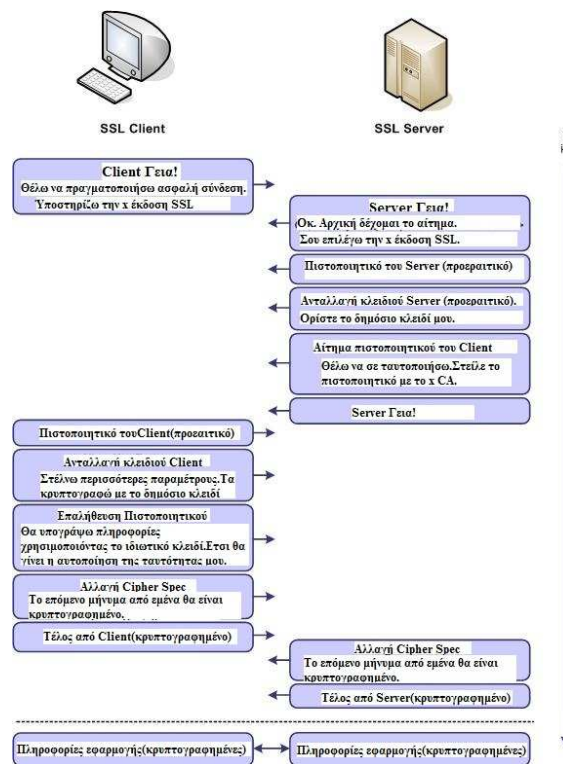 SSL Client
SSL Server
Client Γεια!
Θέλω να πραγματοποιήσω ασφαλή σύνδεση.
Υποστηρίζω την x έκδοση SSL
Server Γεια!
Οκ. Αρχική δέχομαι το αίτημα.
Σου επιλέγω την x έκδοση SSL.
Πιστοποιητικό του Server (προεραιτικό)
Ανταλλαγή κλειδιού Server (προεραιτικό).
Ορίστε το δημόσιο κλειδί μου.
Αίτημα πιστοποιητικού του Client
Θέλω να σε ταυτοποιήσω.Στείλε το
πιστοποιητικό με το x CA.
Server Γεια!
Πιστοποιητικό τουClient(προεαιτικό)
Ανταλλαγή κλειδιού Client
Στέλνω περισσότερες παραμέτρους.Τα
κρυπτογραφώ με το δημόσιο κλειδί
Επαλήθευση Πιστοποιητικού
Θα υπογράψω πληροφορίες
χρησιμοποιόντας το ιδιωτικό κλειδί.Ετσι θα
γίνει η αυτοποίηση της ταυτότητας μου.
Αλλαγή Cipher Spec
Το επόμενο μήνυμα από εμένα θα είναι
κρυπτογραφημένο.
Τέλος από Client(κρυπτογραφημένο)
Αλλαγή Cipher Spec
Το επόμενο μήνυμα από εμένα θα είναι
κρυπτογραφημένο.
Τέλος από Server(κρυπτογραφημένο)
Πληροφορίες εφαρμογής(κρυπτογραφημένες)
Πληροφορίες εφαρμογής(κρυπτογραφημένες)